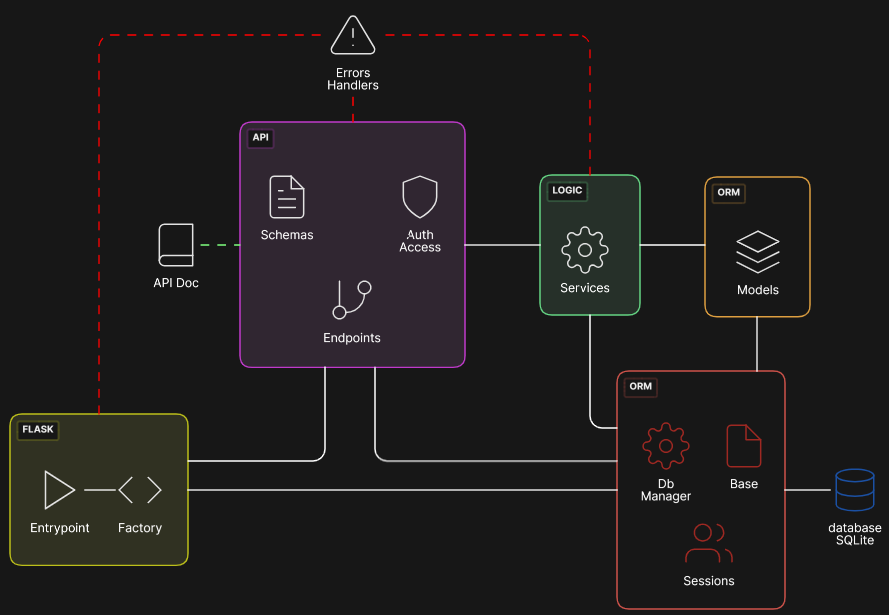 Errors
Handlers
API
Schemas
Auth
Access
Endpoints
API Doc
LOGIC
Services
ORM
Models
FLASK
Entrypoint
Factory
ORM
Db
Manager
Base
Sessions
database
SQLite